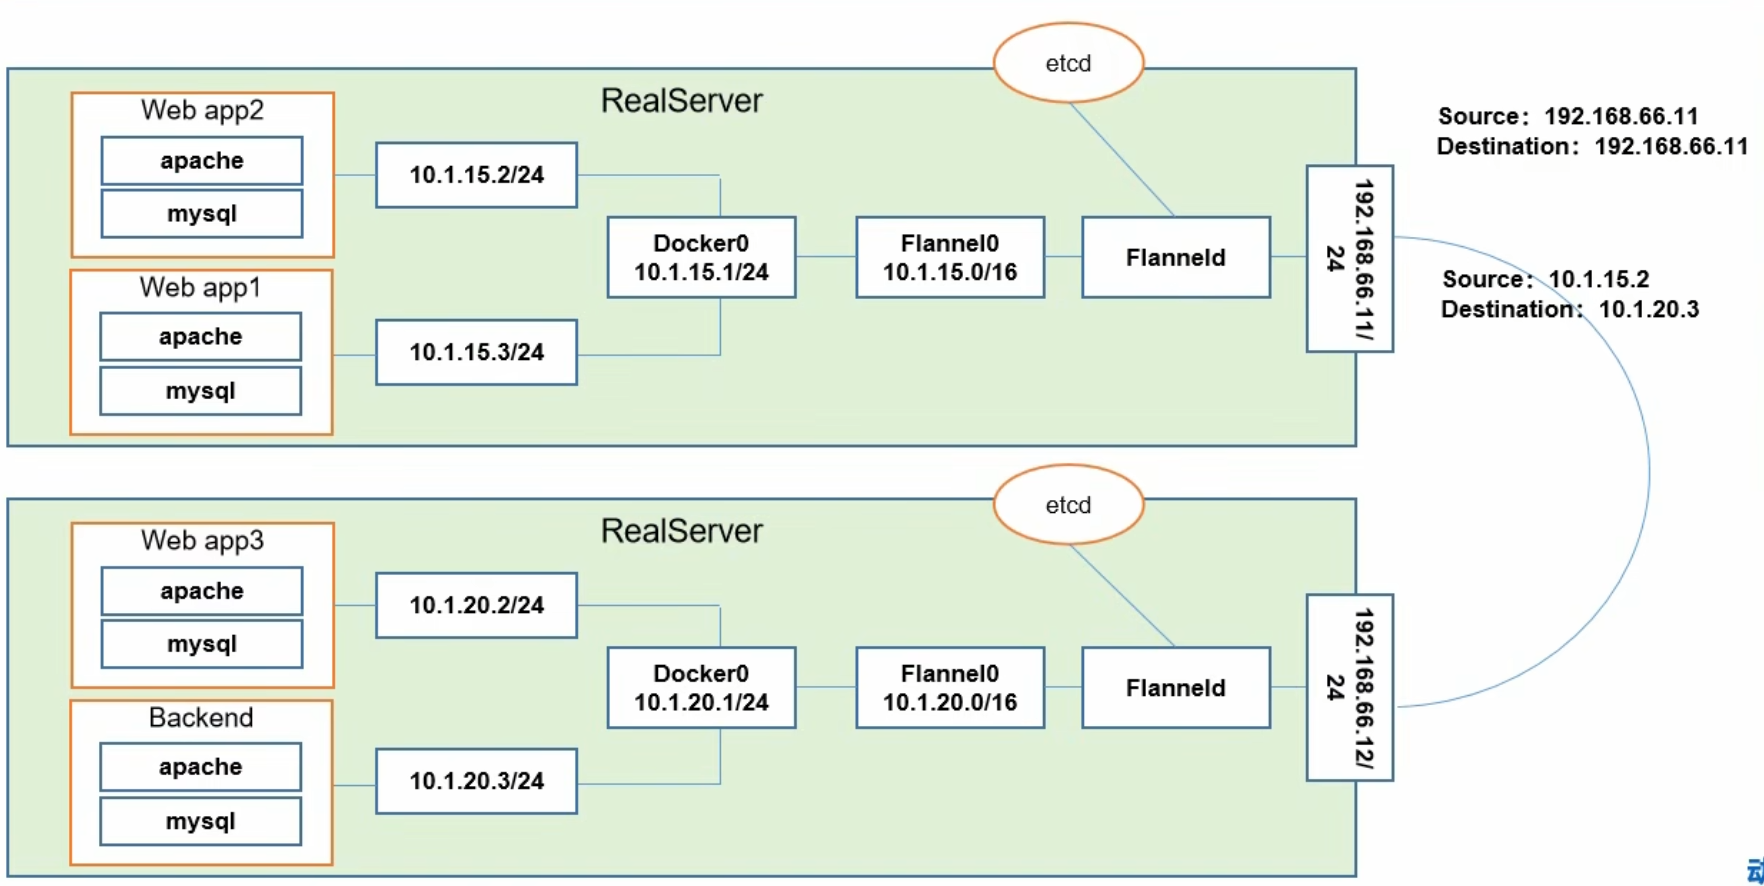 etcd
RealServer
Web app2
apache
mysql
10.1.15.2/24
Web app1
apache
mysql
10.1.15.3/24
Docker0
10.1.15.1/24
Flannel0
10.1.15.0/16
Flanneld
192.168.66.11/
24
Source：192.168.66.11
Destination：192.168.66.11
Source：10.1.15.2
Destination：10.1.20.3
etcd
RealServer
Web app3
apache
mysql
10.1.20.2/24
Backend
apache
mysql
10.1.20.3/24
Docker0
10.1.20.1/24
Flannel0
10.1.20.0/16
Flanneld
192.168.66.12/
24